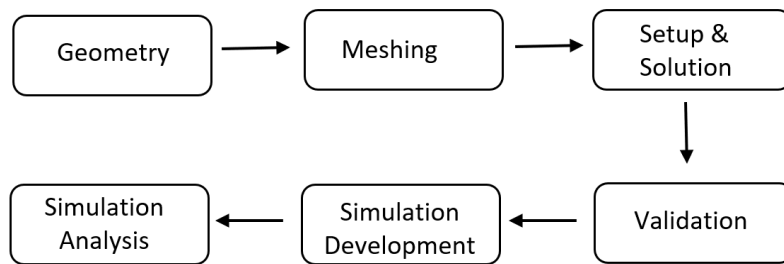 Geometry
Meshing
Setup &
Solution
Validation
Simulation
Development
Simulation
Analysis